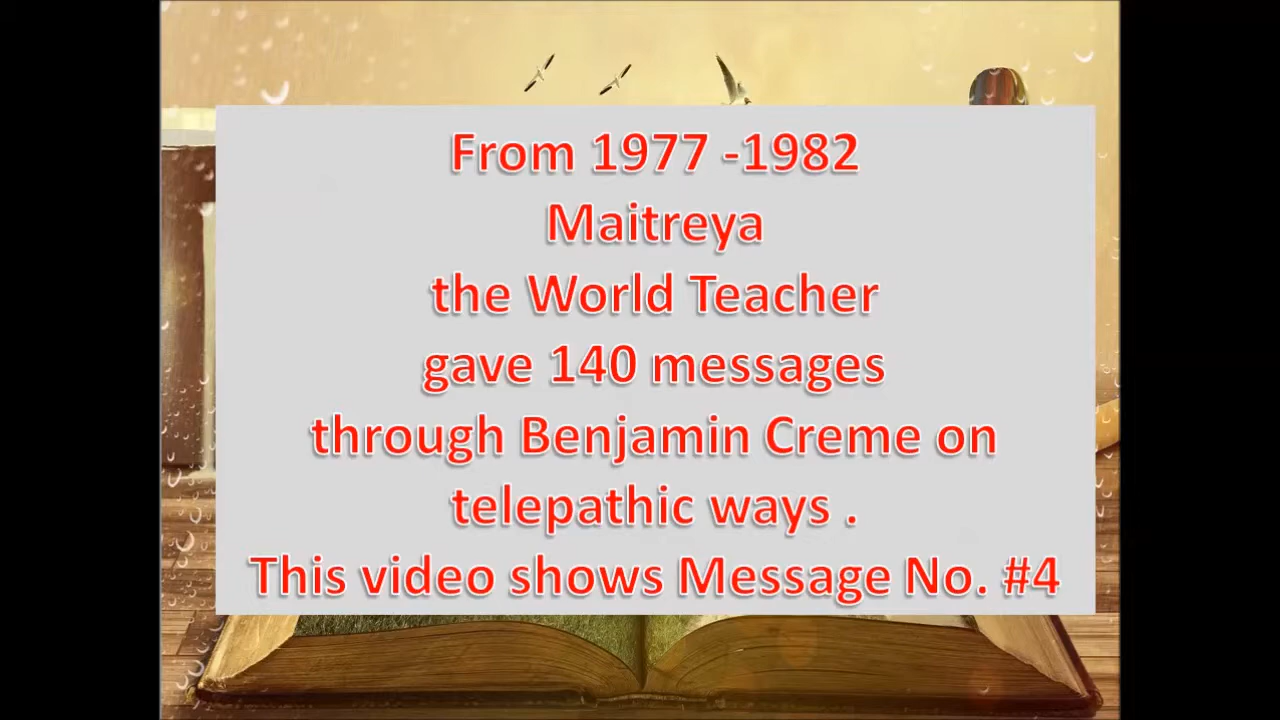 From 1977 -1982
Maitreya
the World Teacher
gave 140 messages
through Benjamin Creme on
telepathic ways .
This video shows Message No. #4